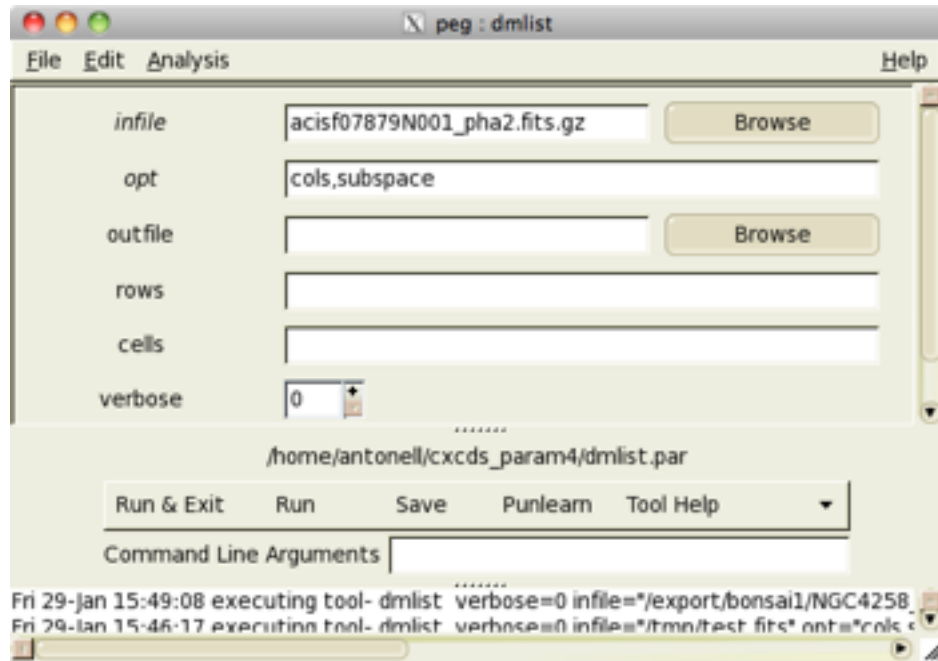 X peg : dmlist
File Edit Analysis Help
infile acisf07879N001_pha2.fits.gz Browse
opt cols,subspace
outfile Browse
rows
cells
verbose 0
/home/antonell/cxcds_param4/dmlist.par
Run & Exit Run Save Punlearn Tool Help
Command Line Arguments
Fri 29-Jan 15:49:08 executing tool- dmlist verbose=0 infile="/export/bonsai1/NGC4258_
Fri 29-Jan 15:46:17 executing tool- dmlist verbose=0 infile="/tmp/test.fits" opt="cols